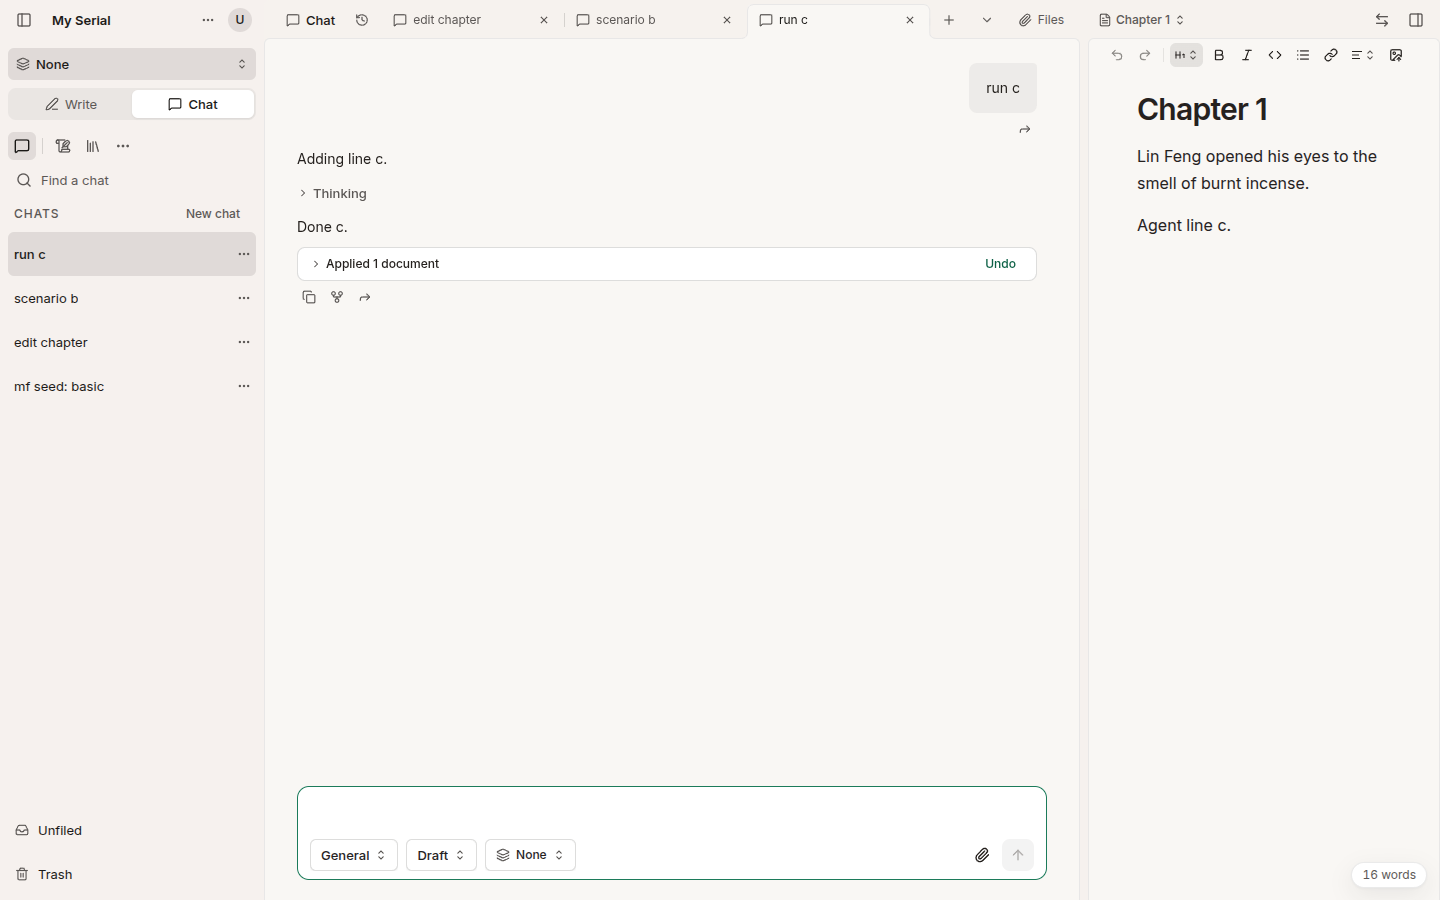 My Serial
U
None
Write
Chat
Find a chat
CHATS
New chat
run c
scenario b
edit chapter
mf seed: basic
Unfiled
Trash
Chat
edit chapter
scenario b
run c
Files
run c
Adding line c.
Thinking
Done c.
Applied 1 document
Undo
General
Draft
None
Chapter 1
H1
Chapter 1
Lin Feng opened his eyes to the
smell of burnt incense.
Agent line c.
16 words